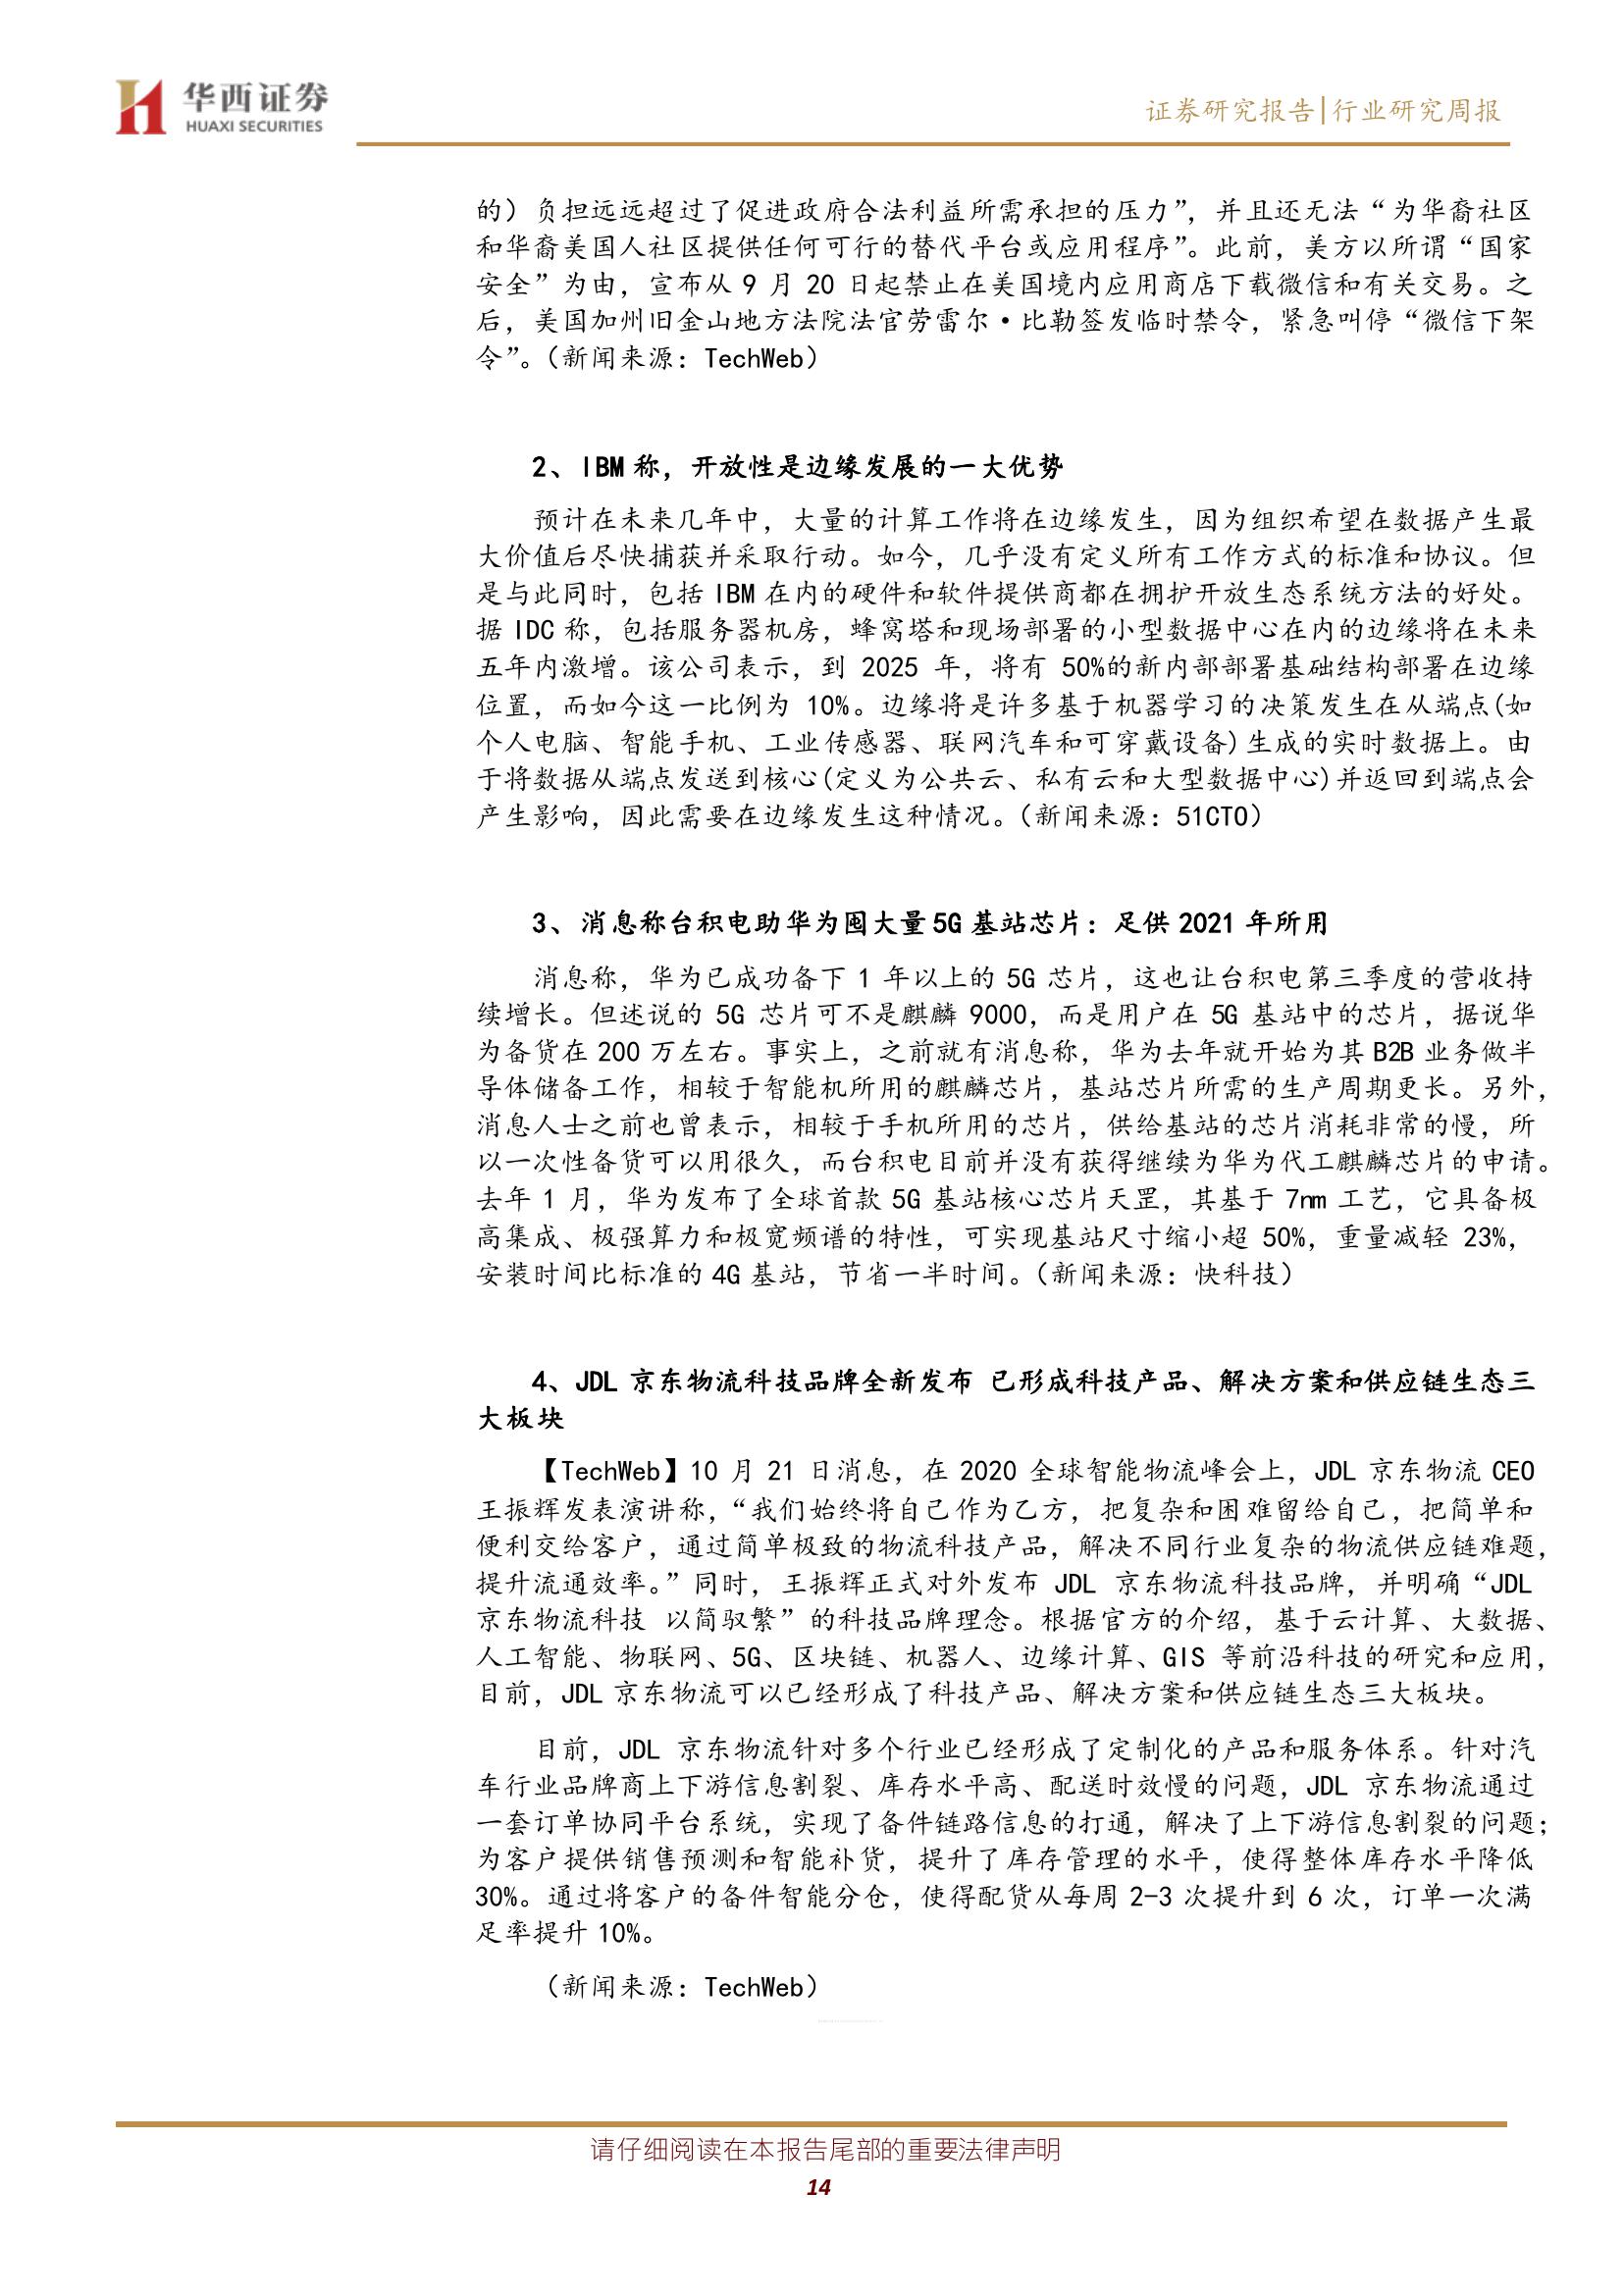 华西证券
HUAXI SECURITIES
证券研究报告|行业研究周报
的）负担远远超过了促进政府合法利益所需承担的压力”，并且还无法“为华裔社区
和华裔美国人社区提供任何可行的替代平台或应用程序”。此前，美方以所谓“国家
安全”为由，宣布从 9 月 20 日起禁止在美国境内应用商店下载微信和有关交易。之
后，美国加州旧金山地方法院法官劳雷尔·比勒签发临时禁令，紧急叫停“微信下架
令”。（新闻来源：TechWeb）
2、IBM 称，开放性是边缘发展的一大优势
预计在未来几年中，大量的计算工作将在边缘发生，因为组织希望在数据产生最
大价值后尽快捕获并采取行动。如今，几乎没有定义所有工作方式的标准和协议。但
是与此同时，包括 IBM 在内的硬件和软件提供商都在拥护开放生态系统方法的好处。
据 IDC 称，包括服务器机房，蜂窝塔和现场部署的小型数据中心在内的边缘将在未来
五年内激增。该公司表示，到 2025 年，将有 50%的新内部部署基础结构部署在边缘
位置，而如今这一比例为 10%。边缘将是许多基于机器学习的决策发生在从端点(如
个人电脑、智能手机、工业传感器、联网汽车和可穿戴设备)生成的实时数据上。由
于将数据从端点发送到核心(定义为公共云、私有云和大型数据中心)并返回到端点会
产生影响，因此需要在边缘发生这种情况。（新闻来源：51CTO）
3、消息称台积电助华为囤大量 5G 基站芯片：足供 2021 年所用
消息称，华为已成功备下 1 年以上的 5G 芯片，这也让台积电第三季度的营收持
续增长。但述说的 5G 芯片可不是麒麟 9000，而是用户在 5G 基站中的芯片，据说华
为备货在 200 万左右。事实上，之前就有消息称，华为去年就开始为其 B2B 业务做半
导体储备工作，相较于智能机所用的麒麟芯片，基站芯片所需的生产周期更长。另外，
消息人士之前也曾表示，相较于手机所用的芯片，供给基站的芯片消耗非常的慢，所
以一次性备货可以用很久，而台积电目前并没有获得继续为华为代工麒麟芯片的申请。
去年 1 月，华为发布了全球首款 5G 基站核心芯片天罡，其基于 7nm 工艺，它具备极
高集成、极强算力和极宽频谱的特性，可实现基站尺寸缩小超 50%，重量减轻 23%，
安装时间比标准的 4G 基站，节省一半时间。（新闻来源：快科技）
4、JDL 京东物流科技品牌全新发布 已形成科技产品、解决方案和供应链生态三
大板块
【TechWeb】10 月 21 日消息，在 2020 全球智能物流峰会上，JDL 京东物流 CEO
王振辉发表演讲称，“我们始终将自己作为乙方，把复杂和困难留给自己，把简单和
便利交给客户，通过简单极致的物流科技产品，解决不同行业复杂的物流供应链难题，
提升流通效率。”同时，王振辉正式对外发布 JDL 京东物流科技品牌，并明确“JDL
京东物流科技 以简驭繁”的科技品牌理念。根据官方的介绍，基于云计算、大数据、
人工智能、物联网、5G、区块链、机器人、边缘计算、GIS 等前沿科技的研究和应用，
目前，JDL 京东物流可以已经形成了科技产品、解决方案和供应链生态三大板块。
目前，JDL 京东物流针对多个行业已经形成了定制化的产品和服务体系。针对汽
车行业品牌商上下游信息割裂、库存水平高、配送时效慢的问题，JDL 京东物流通过
一套订单协同平台系统，实现了备件链路信息的打通，解决了上下游信息割裂的问题；
为客户提供销售预测和智能补货，提升了库存管理的水平，使得整体库存水平降低
30%。通过将客户的备件智能分仓，使得配货从每周 2-3 次提升到 6 次，订单一次满
足率提升 10%。
（新闻来源：TechWeb）
请仔细阅读在本报告尾部的重要法律声明
14